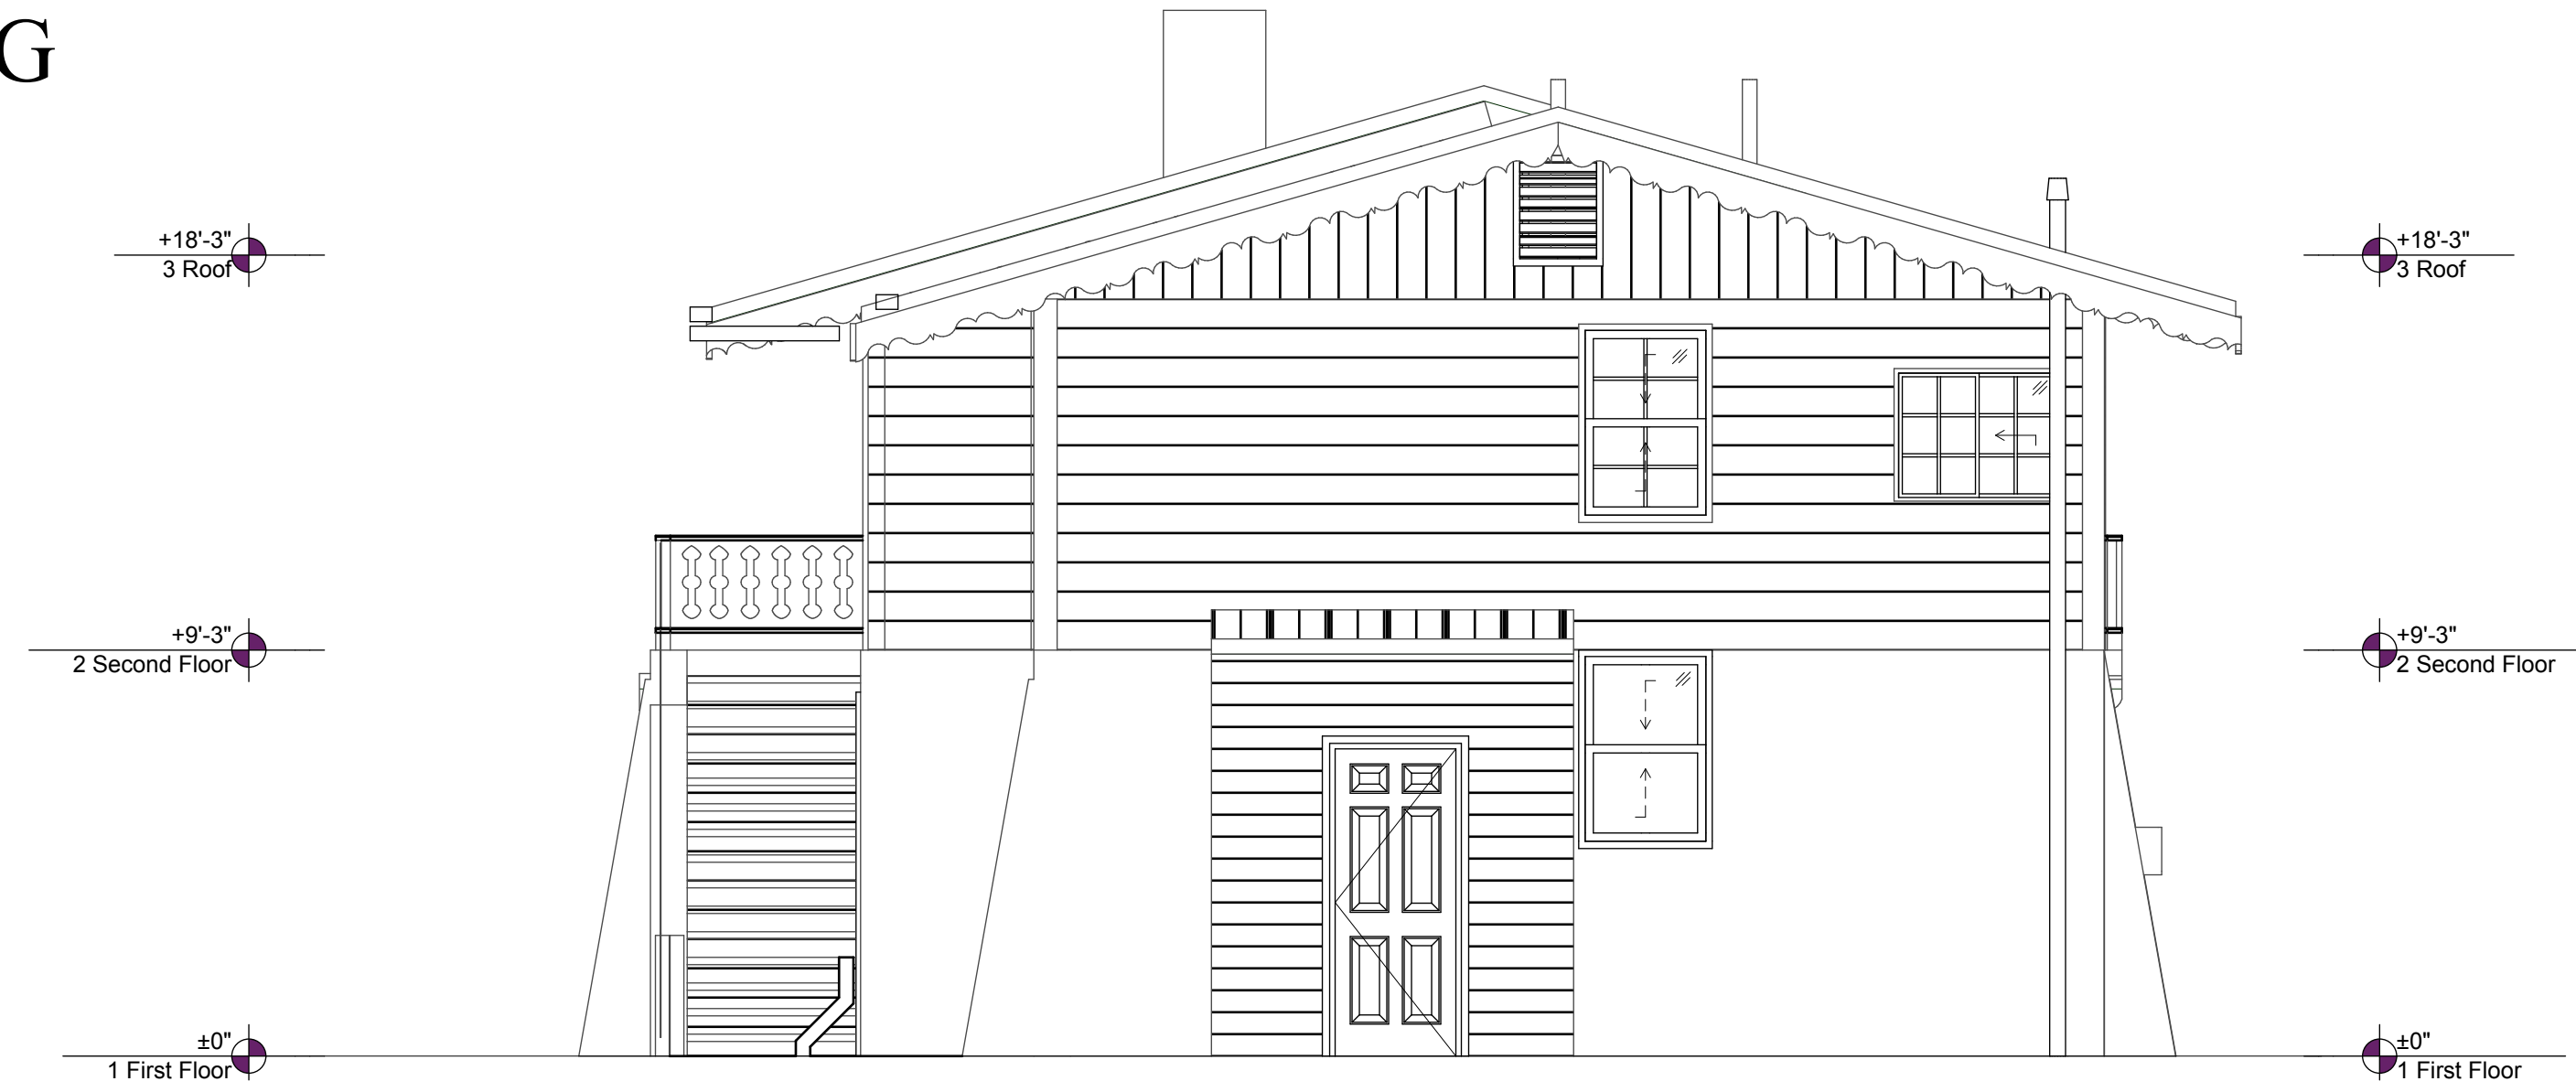 G
+18'-3"
3 Roof
+18'-3"
3 Roof
+9'-3"
2 Second Floor
+9'-3"
2 Second Floor
±0"
1 First Floor
±0"
1 First Floor